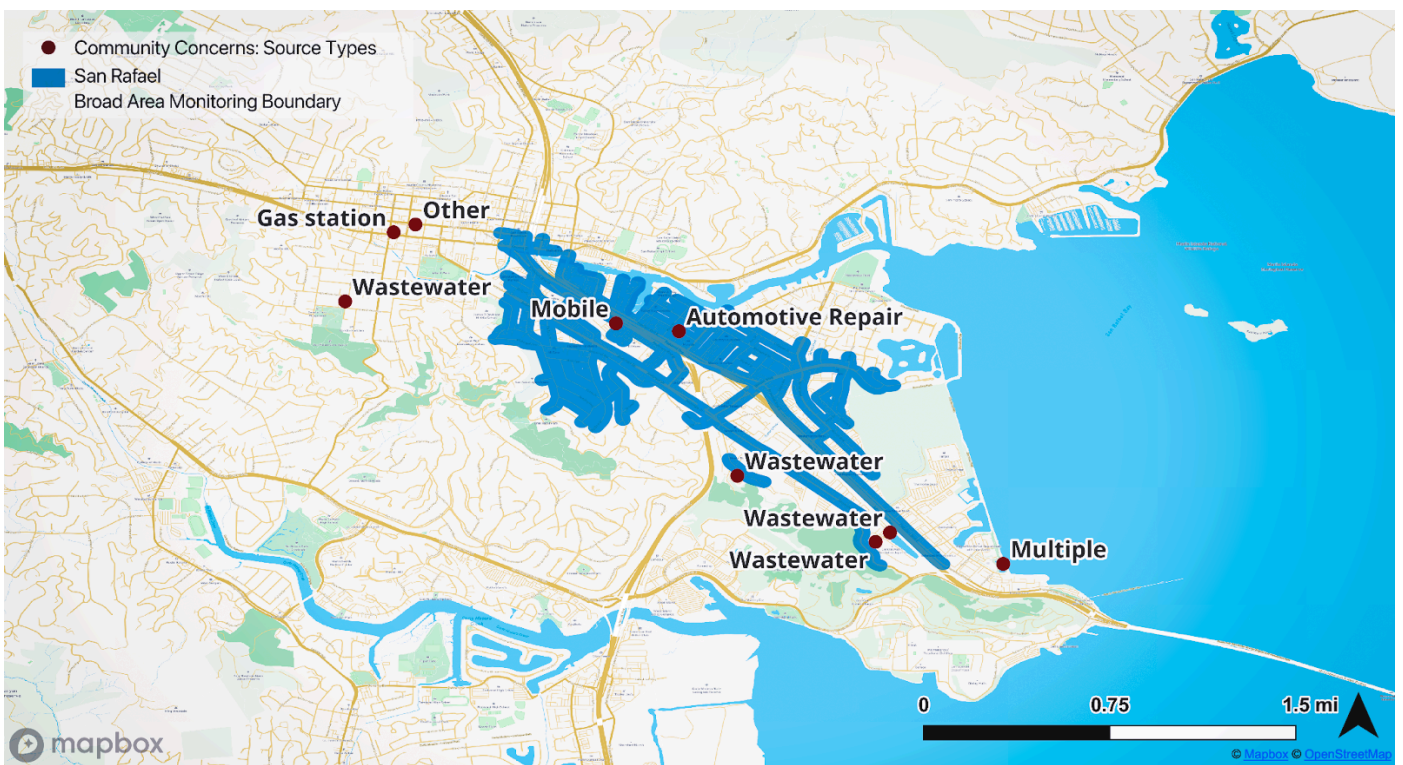 Community Concerns: Source Types
San Rafael
Broad Area Monitoring Boundary
Gas station
Other
Wastewater
Mobile
Automotive Repair
Wastewater
Wastewater
Wastewater
Multiple
0 0.75 1.5 mi
mapbox
© Mapbox © OpenStreetMap